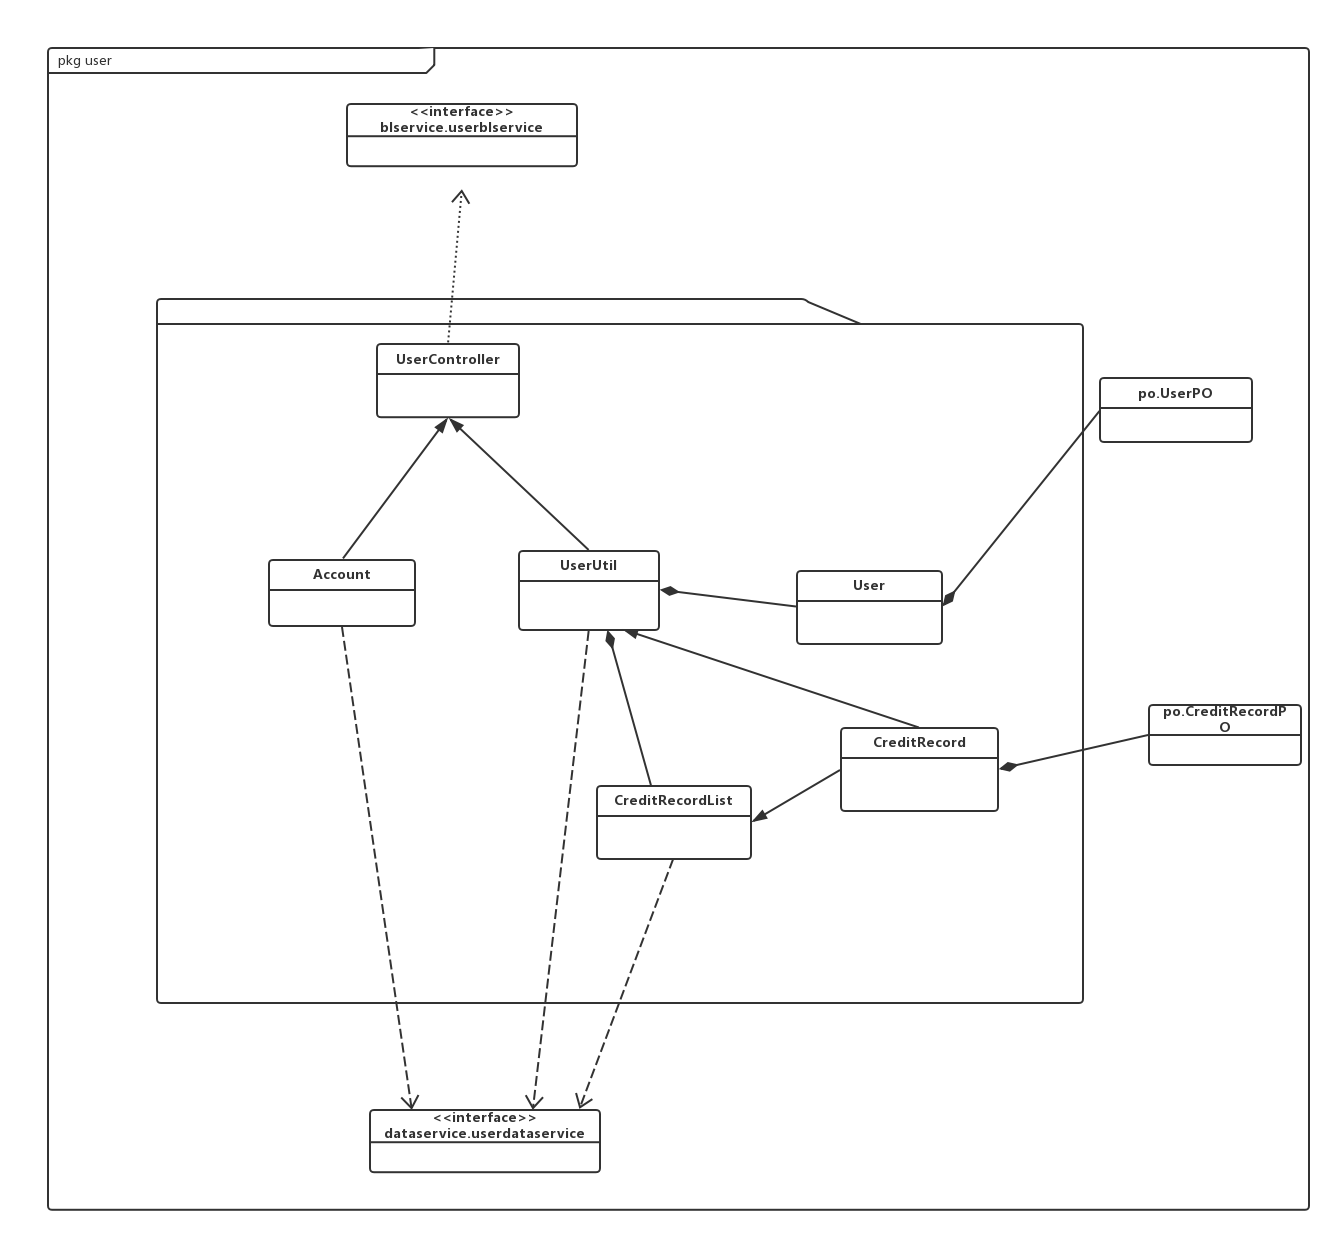 pkg user
<<interface>>
blservice.userblservice
UserController
po.UserPO
Account
UserUtil
User
po.CreditRecordP
O
CreditRecord
CreditRecordList
<<interface>>
dataservice.userdataservice